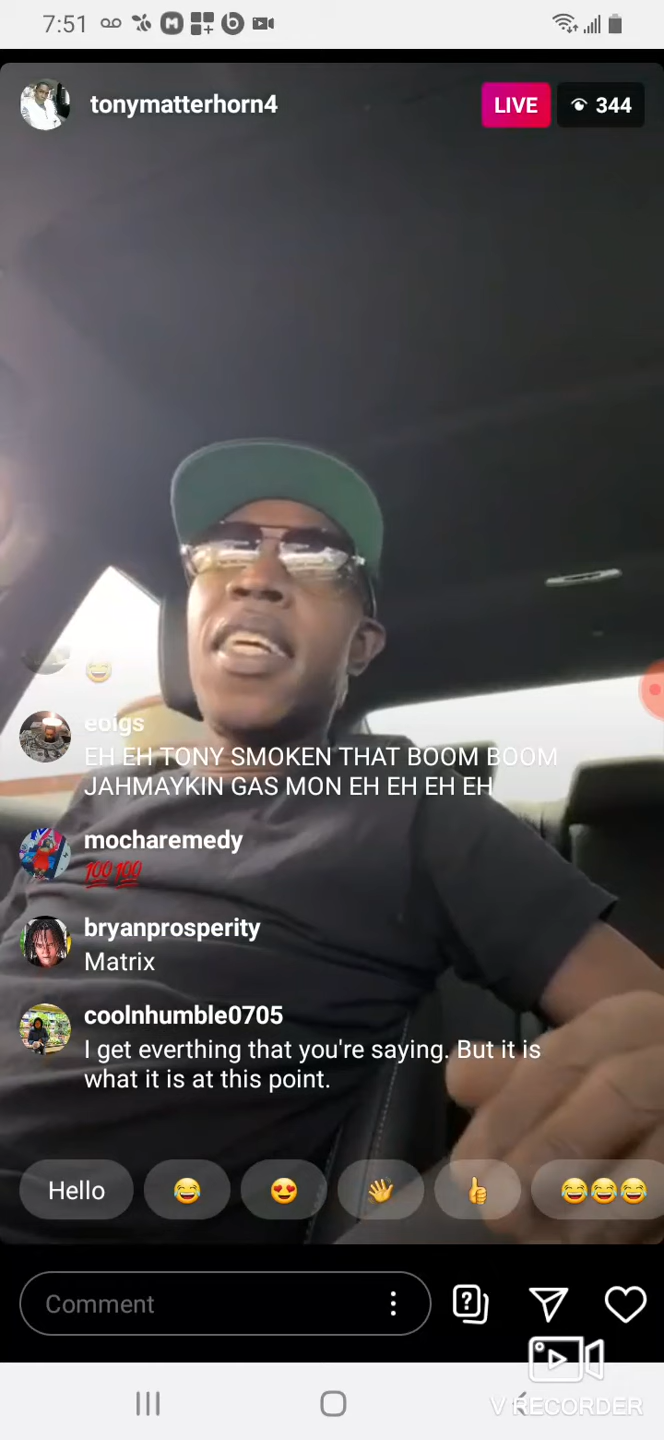 7:51
tonymatterhorn4
LIVE
344
eoigs
EH EH TONY SMOKEN THAT BOOM BOOM
JAHMAYKIN GAS MON EH EH EH EH
mocharemedy
💯💯
bryanprosperity
Matrix
coolnhumble0705
I get everthing that you're saying. But it is
what it is at this point.
Hello
Comment
V RECORDER